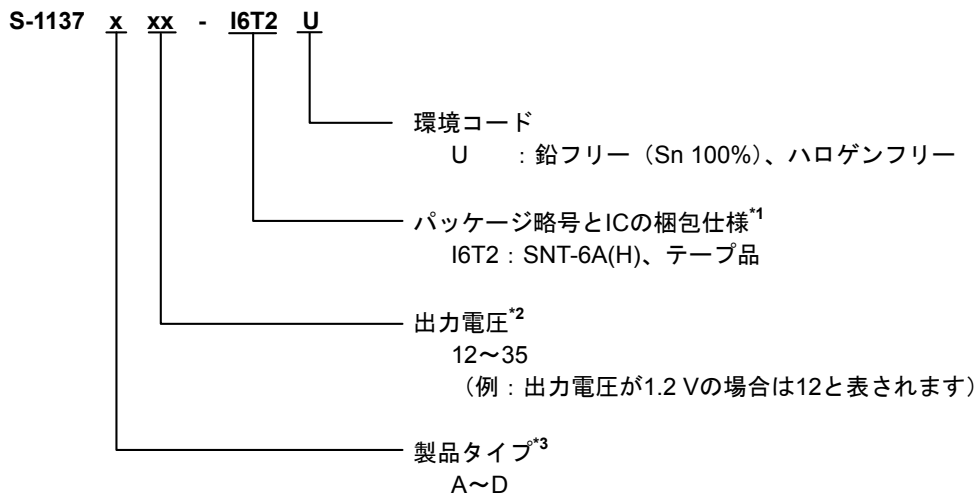 S-1137 x xx - I6T2 U
環境コード
U : 鉛フリー（Sn 100%）、ハロゲンフリー
パッケージ略号とICの梱包仕様*1
I6T2 : SNT-6A(H)、テープ品
出力電圧*2
12～35
（例 : 出力電圧が1.2 Vの場合は12と表されます）
製品タイプ*3
A～D